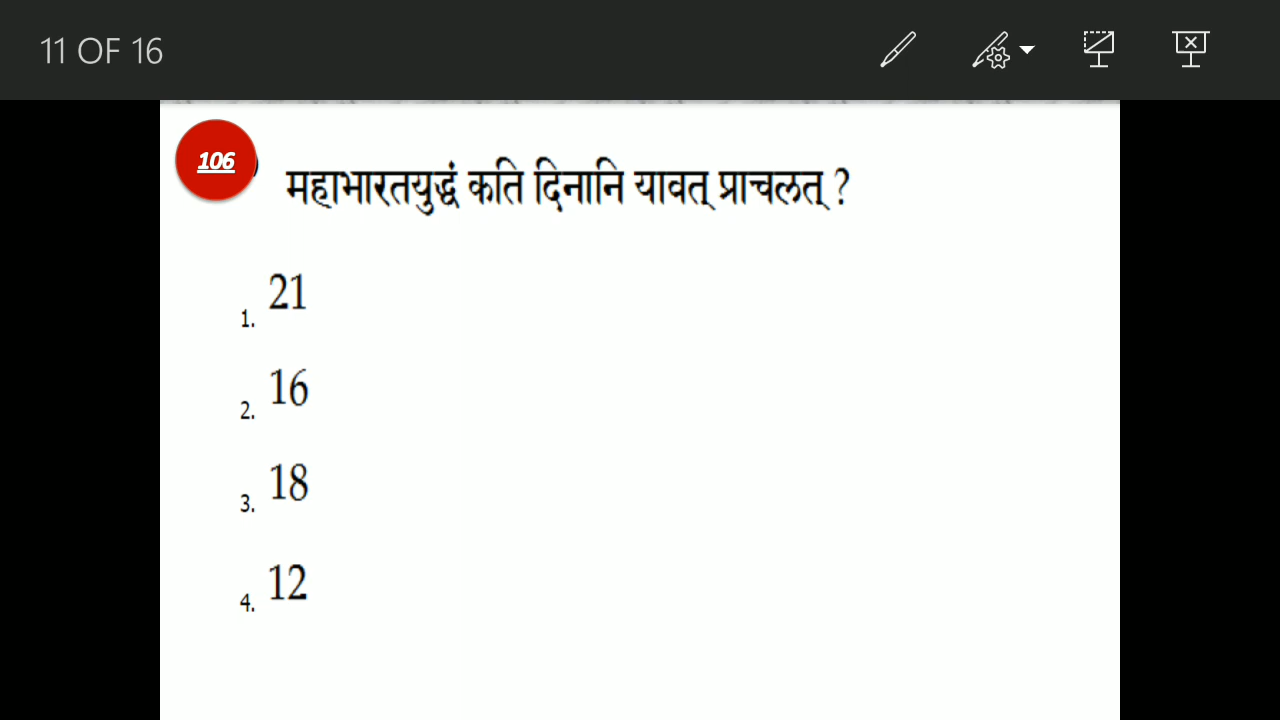 11 OF 16
106
महाभारतयुद्धं कति दिनानि यावत् प्राचलत् ?
1. 21
2. 16
3. 18
4. 12